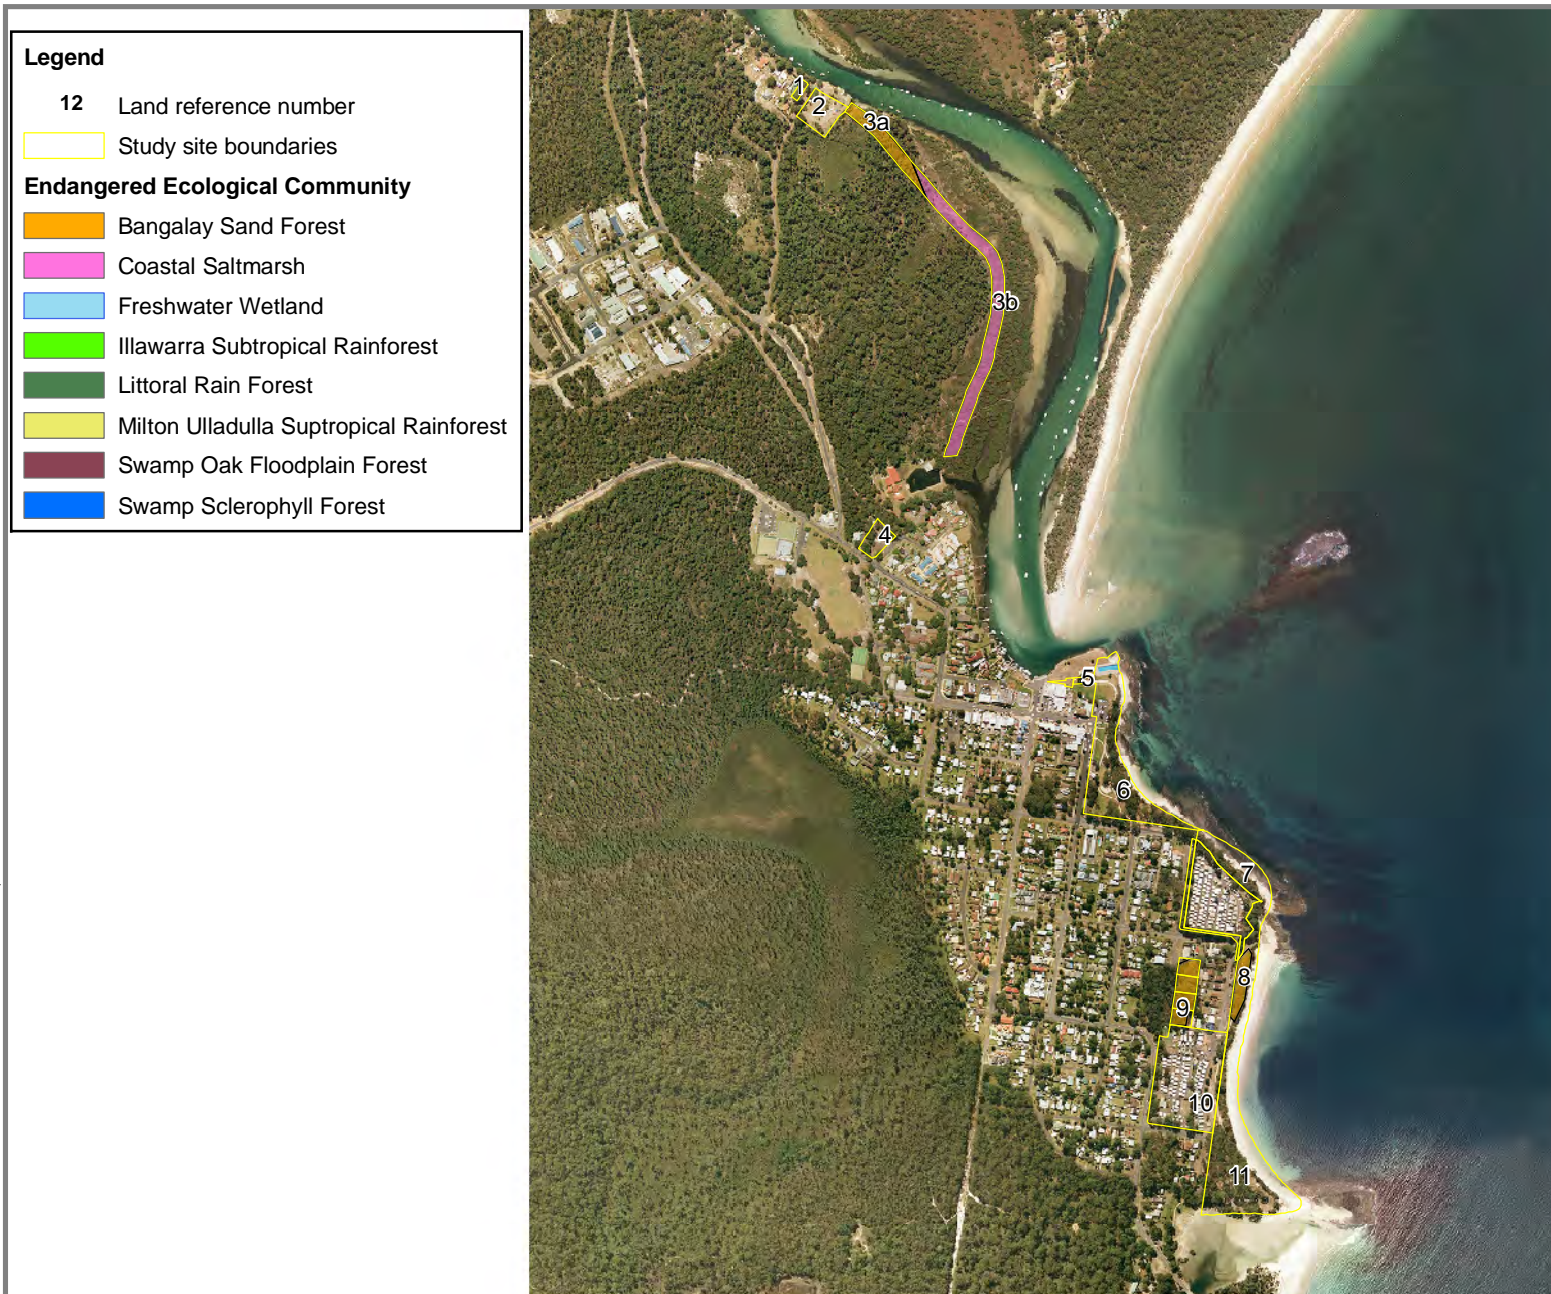 Legend
12 Land reference number
Study site boundaries
Endangered Ecological Community
Bangalay Sand Forest
Coastal Saltmarsh
Freshwater Wetland
Illawarra Subtropical Rainforest
Littoral Rain Forest
Milton Ulladulla Suptropical Rainforest
Swamp Oak Floodplain Forest
Swamp Sclerophyll Forest
1
2
3a
3b
4
5
6
7
8
9
10
11